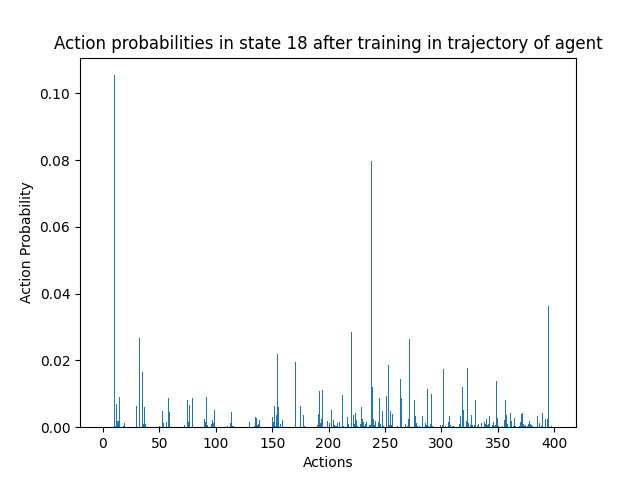 Action probabilities in state 18 after training in trajectory of agent
0.10
0.08
0.06
0.04
0.02
0.00
Action Probability
0 50 100 150 200 250 300 350 400
Actions